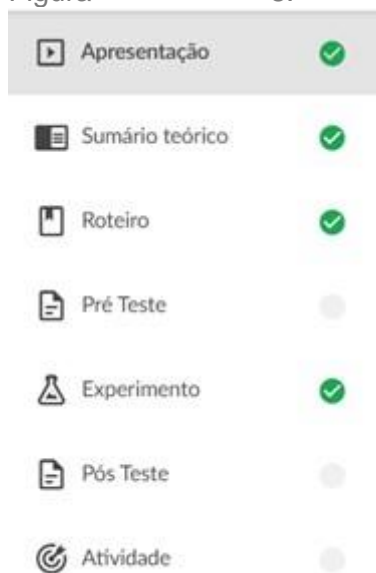 Apresentação
Sumário teórico
Roteiro
Pré Teste
Experimento
Pós Teste
Atividade